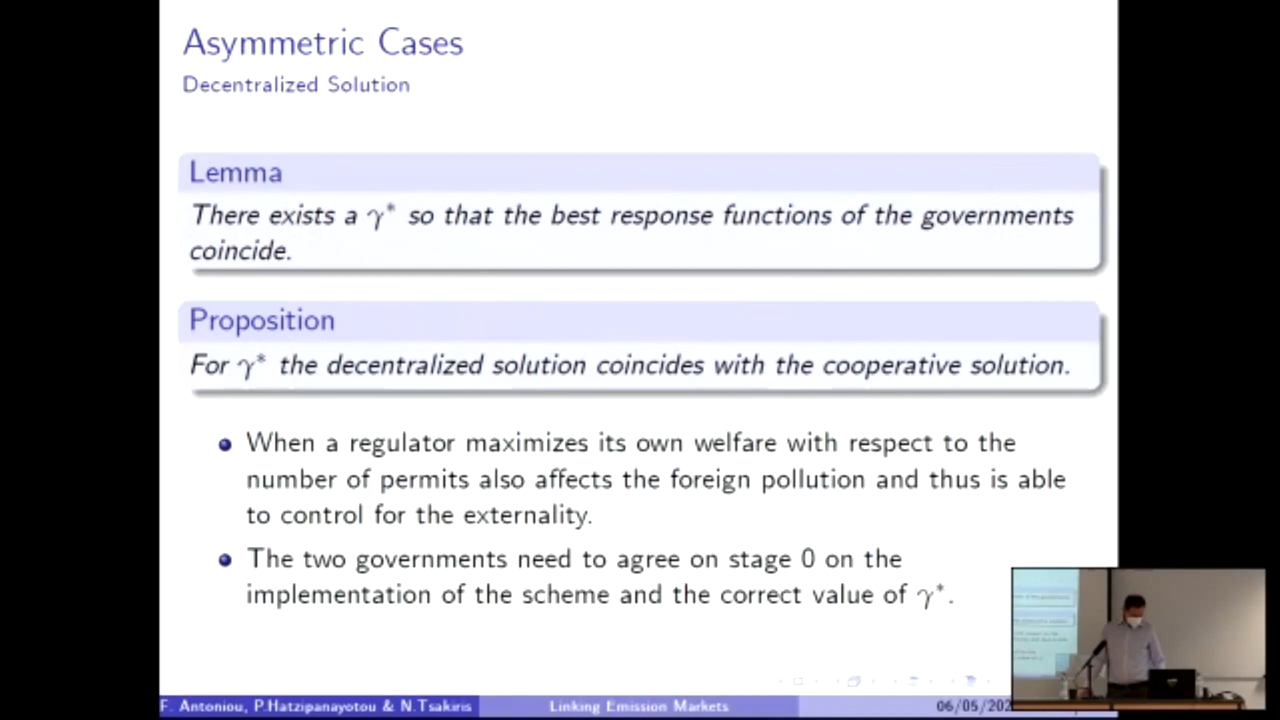 Asymmetric Cases
Decentralized Solution
Lemma
There exists a γ* so that the best response functions of the governments
coincide.
Proposition
For γ* the decentralized solution coincides with the cooperative solution.
When a regulator maximizes its own welfare with respect to the
number of permits also affects the foreign pollution and thus is able
to control for the externality.
The two governments need to agree on stage 0 on the
implementation of the scheme and the correct value of γ*.
F. Antoniou, P.Hatzipanayotou & N.Tsakiris
Linking Emission Markets
06/05/202